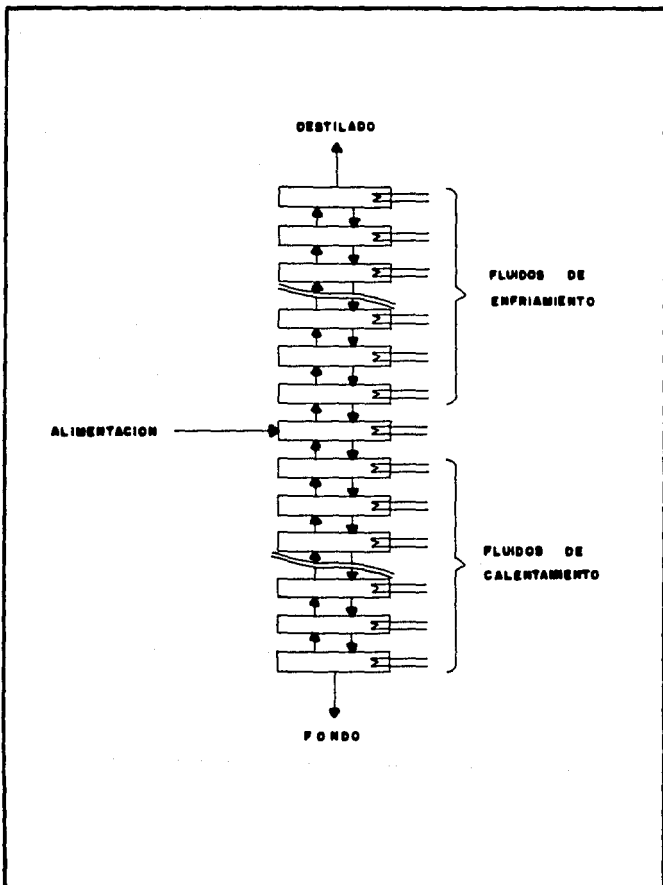 DESTILADO
FLUIDOS DE
ENFRIAMIENTO
ALIMENTACION
FLUIDOS DE
CALENTAMIENTO
FONDO